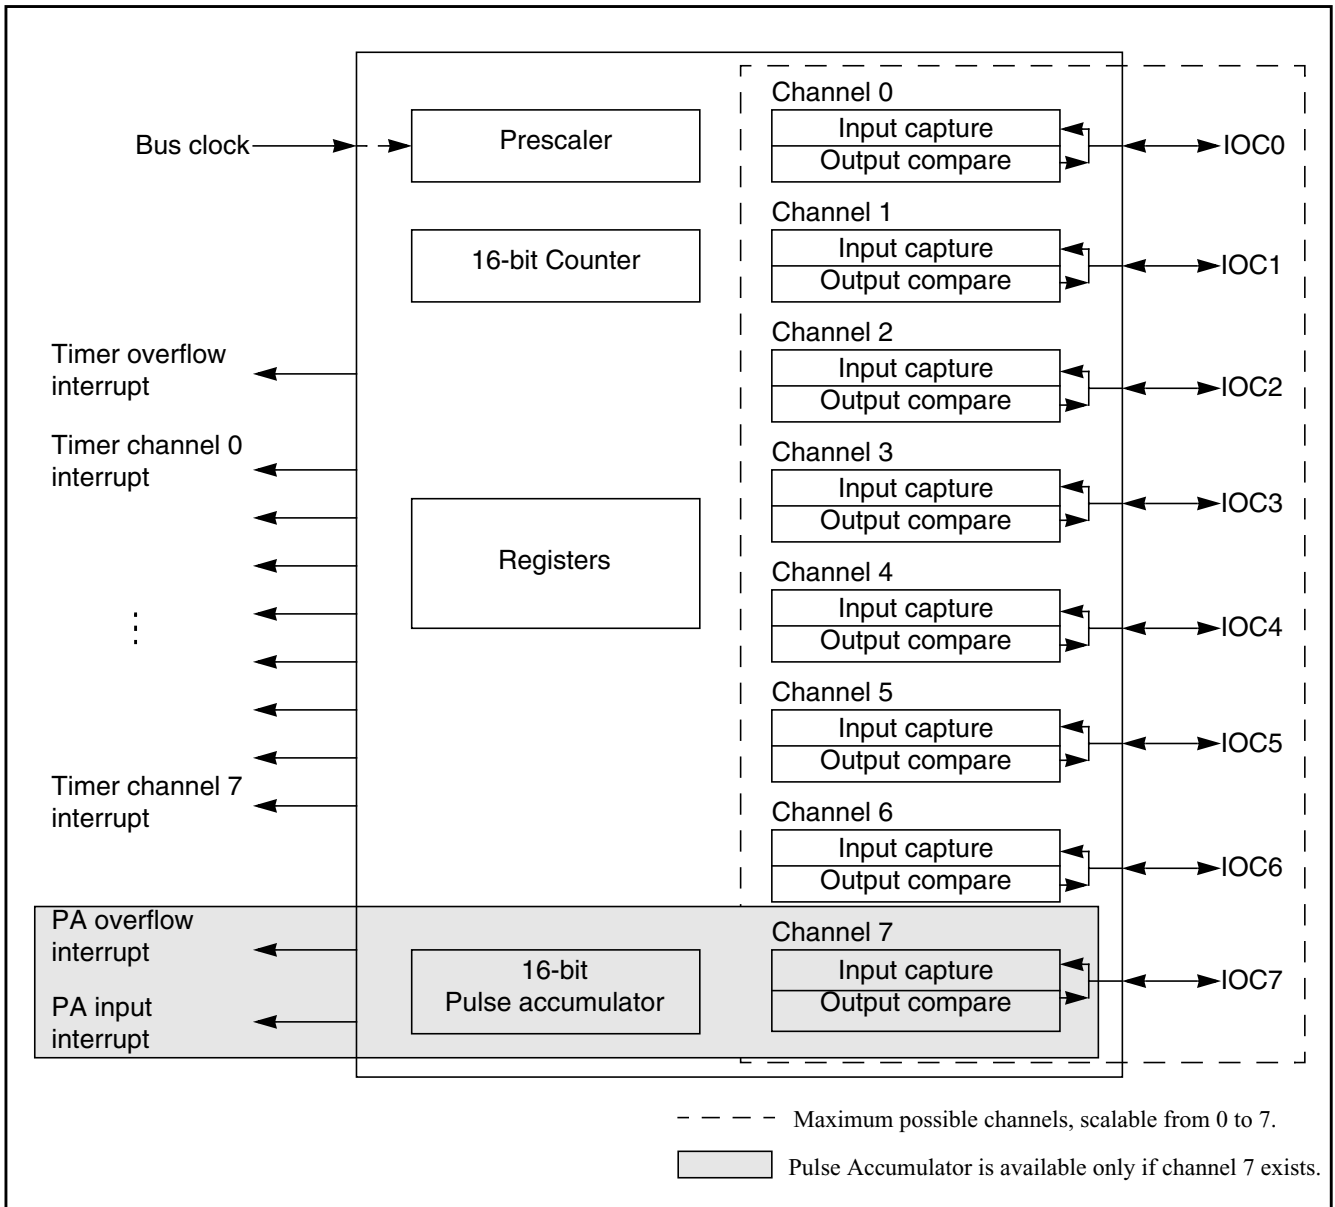 Bus clock
Prescaler
16-bit Counter
Timer overflow
interrupt
Timer channel 0
interrupt
Registers
Timer channel 7
interrupt
PA overflow
interrupt
PA input
interrupt
16-bit
Pulse accumulator
Channel 0
Input capture
Output compare
IOC0
Channel 1
Input capture
Output compare
IOC1
Channel 2
Input capture
Output compare
IOC2
Channel 3
Input capture
Output compare
IOC3
Channel 4
Input capture
Output compare
IOC4
Channel 5
Input capture
Output compare
IOC5
Channel 6
Input capture
Output compare
IOC6
Channel 7
Input capture
Output compare
IOC7
Maximum possible channels, scalable from 0 to 7.
Pulse Accumulator is available only if channel 7 exists.